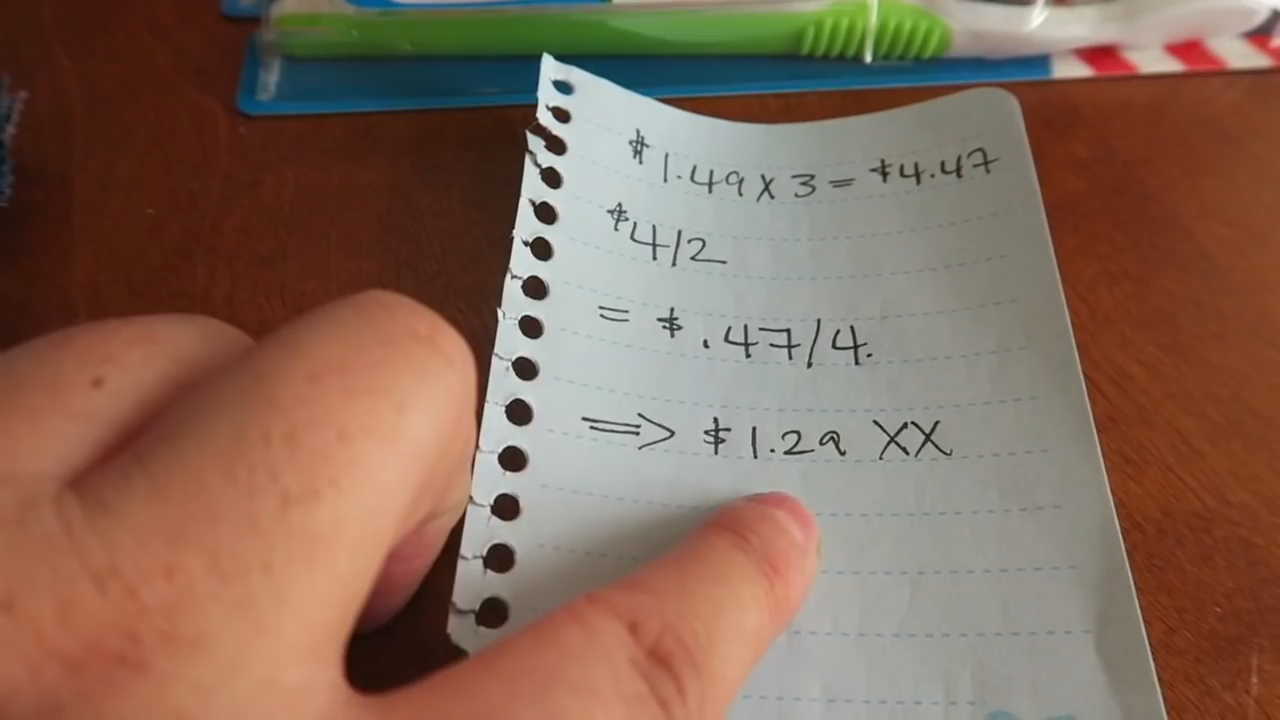 $1.49 X 3 = $4.47
$4/2
= $.47/4.
=> $1.29 XX